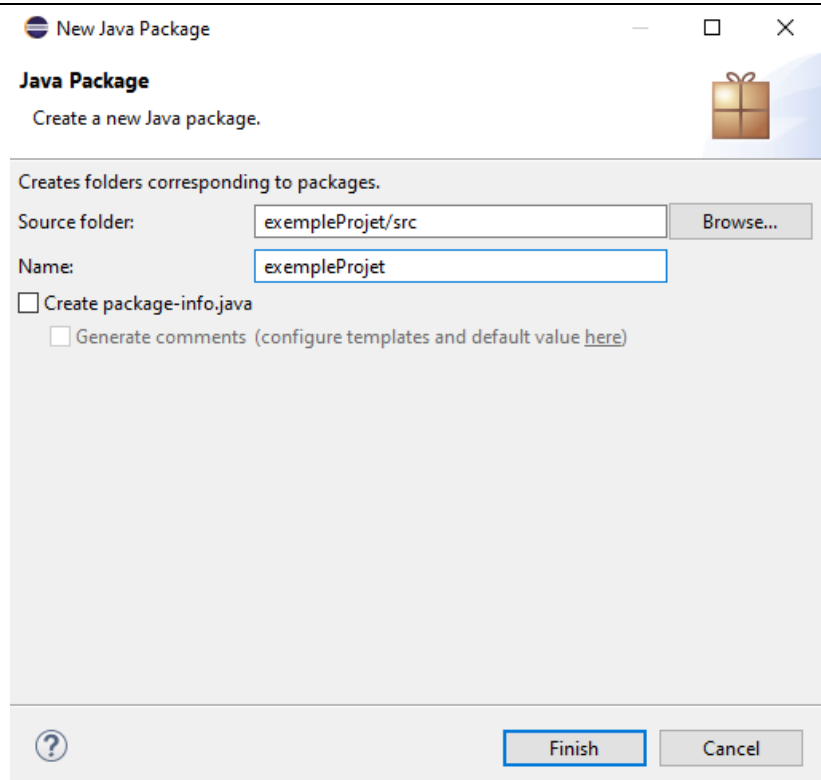 New Java Package
Java Package
Create a new Java package.
Creates folders corresponding to packages.
Source folder: exempleProjet/src Browse...
Name: exempleProjet
Create package-info.java
Generate comments (configure templates and default value here)
? Finish Cancel